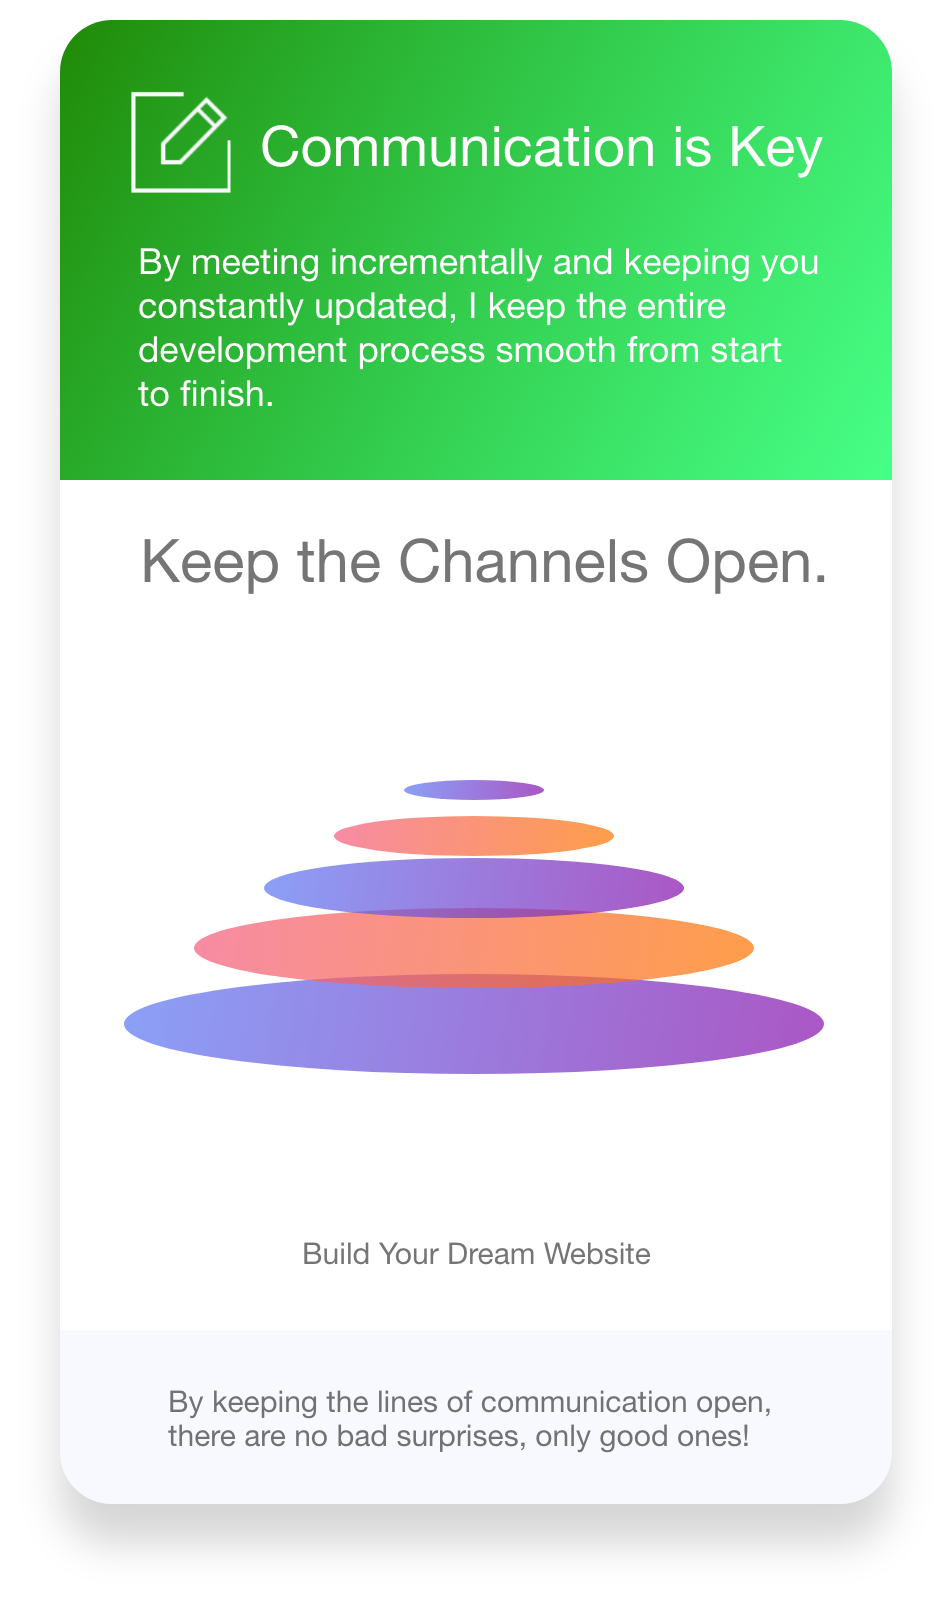 Communication is Key
By meeting incrementally and keeping you
constantly updated, I keep the entire
development process smooth from start
to finish.
Keep the Channels Open.
Build Your Dream Website
By keeping the lines of communication open,
there are no bad surprises, only good ones!